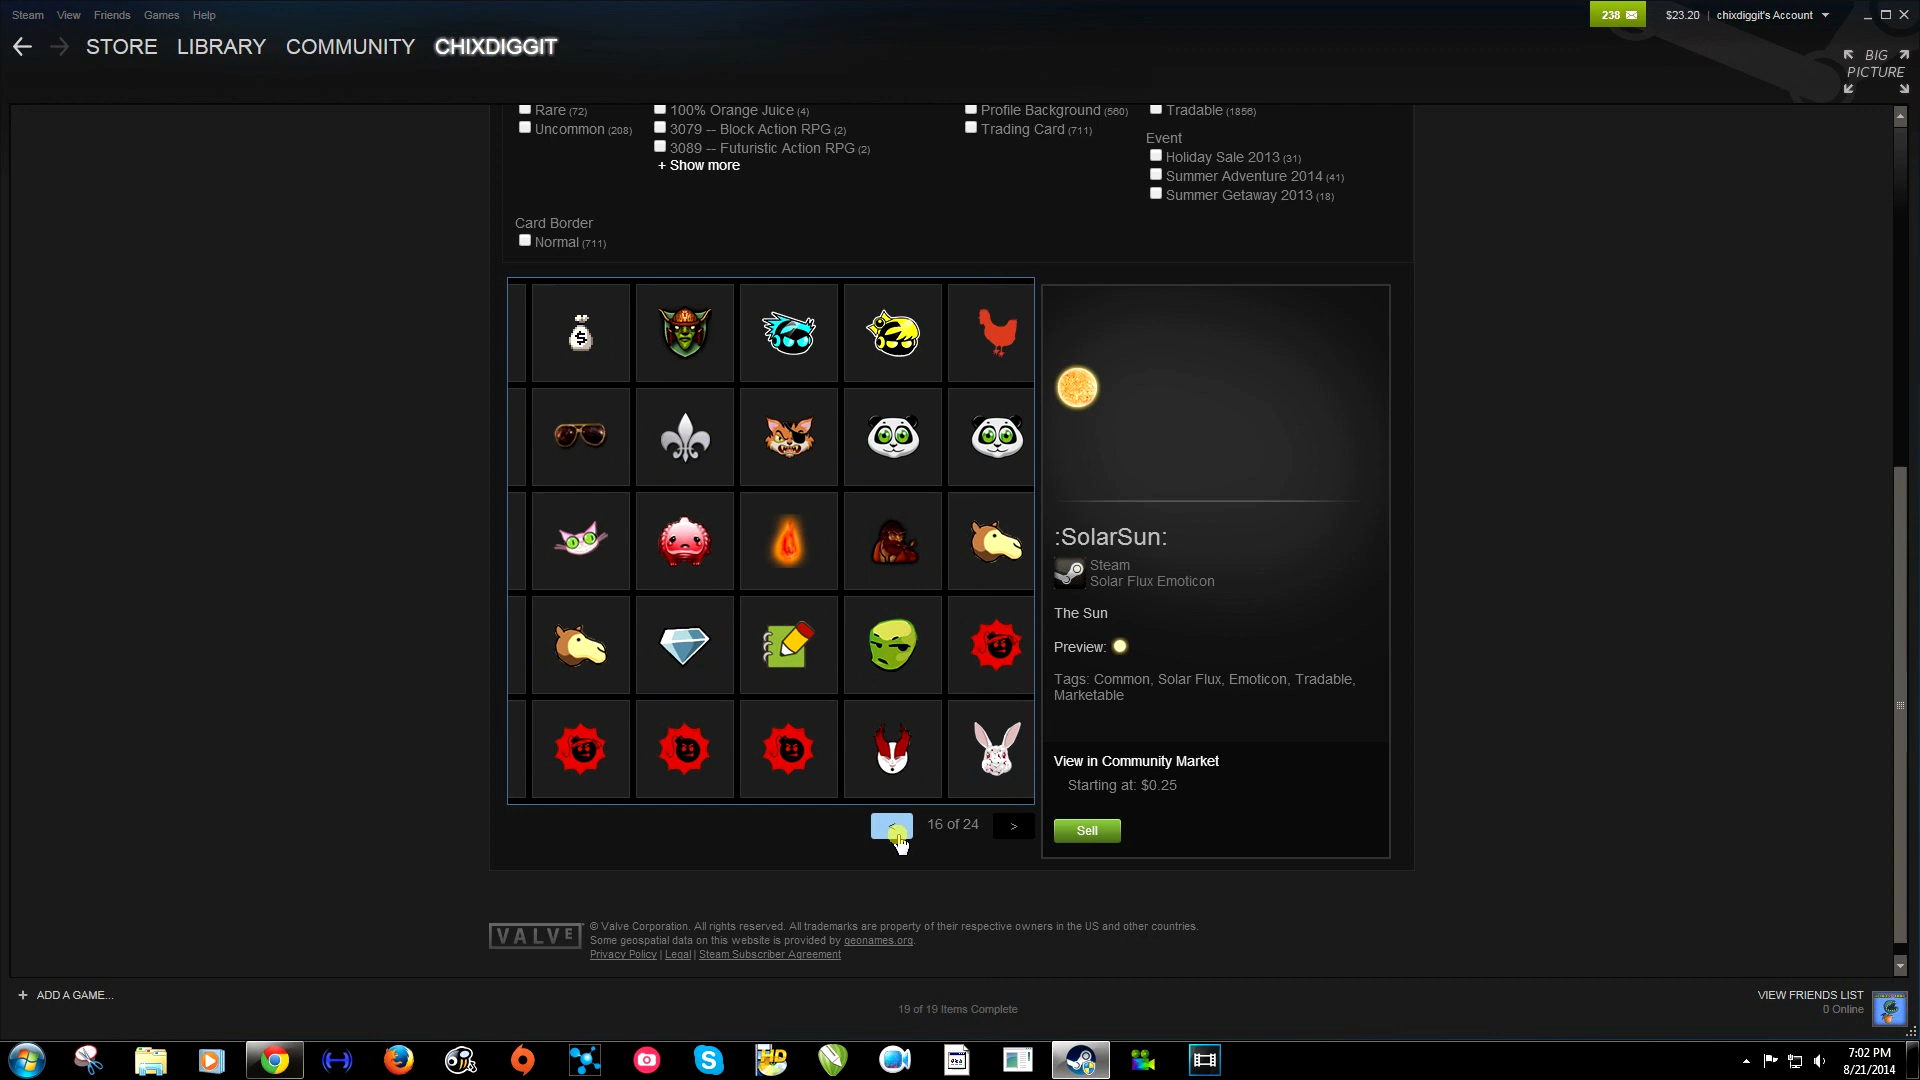 Steam View Friends Games Help
238 $23.20 | chixdiggit's Account
STORE LIBRARY COMMUNITY CHIXDIGGIT
BIG
PICTURE
Rare (72) 100% Orange Juice (4) Profile Background (560) Tradable (1856)
Uncommon (208) 3079 -- Block Action RPG (2) Trading Card (711)
Event
3089 -- Futuristic Action RPG (2) Holiday Sale 2013 (31)
+ Show more
Summer Adventure 2014 (41)
Summer Getaway 2013 (18)
Card Border
Normal (711)
:SolarSun:
Steam
Solar Flux Emoticon
The Sun
Preview:
Tags: Common, Solar Flux, Emoticon, Tradable,
Marketable
View in Community Market
Starting at: $0.25
< 16 of 24 >
Sell
VALVE
© Valve Corporation. All rights reserved. All trademarks are property of their respective owners in the US and other countries.
Some geospatial data on this website is provided by geonames.org.
Privacy Policy | Legal | Steam Subscriber Agreement
+ ADD A GAME...
19 of 19 Items Complete
VIEW FRIENDS LIST
0 Online
7:02 PM
8/21/2014